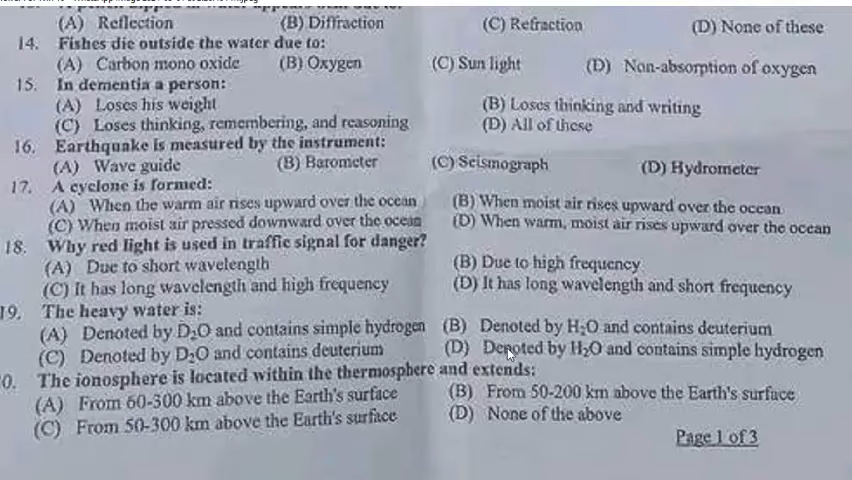 (A) Reflection (B) Diffraction (C) Refraction (D) None of these
14. Fishes die outside the water due to:
(A) Carbon mono oxide (B) Oxygen (C) Sun light (D) Non-absorption of oxygen
15. In dementia a person:
(A) Loses his weight (B) Loses thinking and writing
(C) Loses thinking, remembering, and reasoning (D) All of these
16. Earthquake is measured by the instrument:
(A) Wave guide (B) Barometer (C) Seismograph (D) Hydrometer
17. A cyclone is formed:
(A) When the warm air rises upward over the ocean (B) When moist air rises upward over the ocean
(C) When moist air pressed downward over the ocean (D) When warm, moist air rises upward over the ocean
18. Why red light is used in traffic signal for danger?
(A) Due to short wavelength (B) Due to high frequency
(C) It has long wavelength and high frequency (D) It has long wavelength and short frequency
19. The heavy water is:
(A) Denoted by D₂O and contains simple hydrogen (B) Denoted by H₂O and contains deuterium
(C) Denoted by D₂O and contains deuterium (D) Denoted by H₂O and contains simple hydrogen
0. The ionosphere is located within the thermosphere and extends:
(A) From 60-300 km above the Earth's surface (B) From 50-200 km above the Earth's surface
(C) From 50-300 km above the Earth's surface (D) None of the above
Page 1 of 3